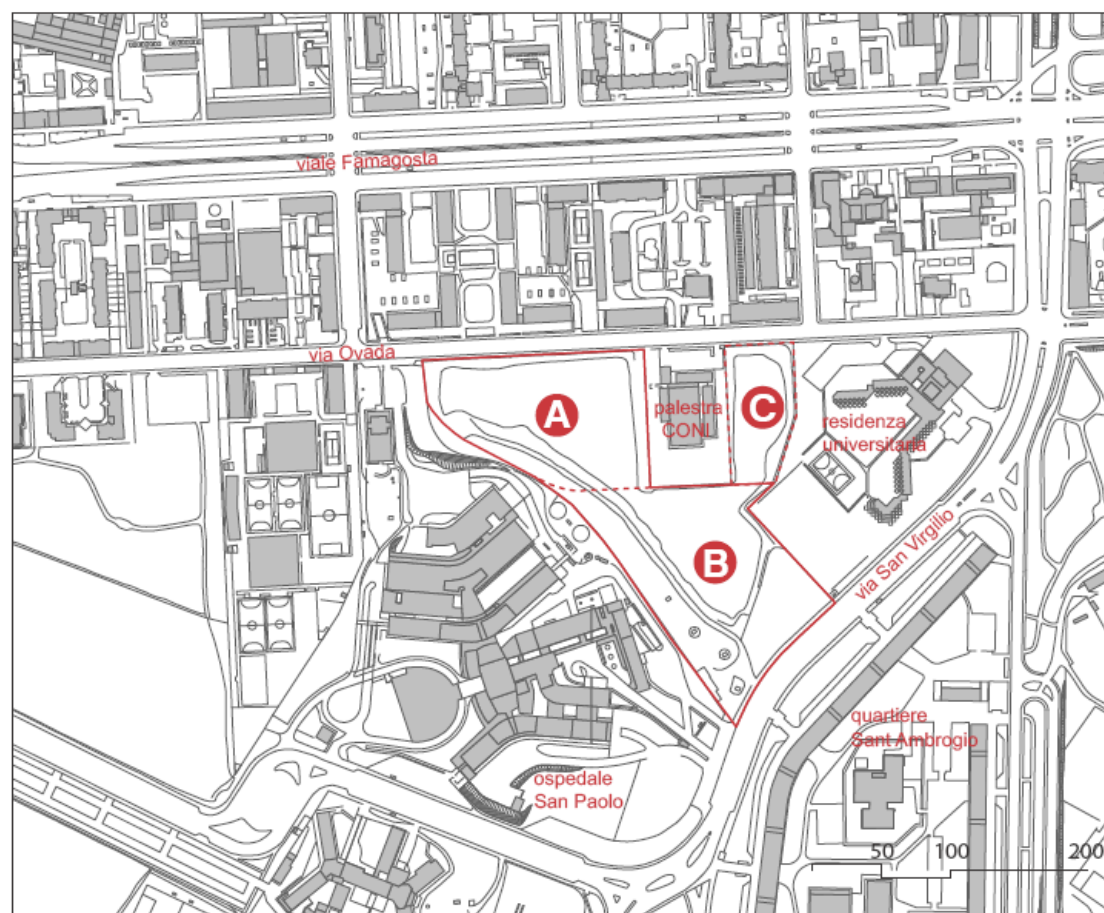 viale Famagosta
via Ovada
A
palestra
CONI
C
residenza
universitaria
B
via San Virgilio
quartiere
Sant Ambrogio
ospedale
San Paolo
50
100
200